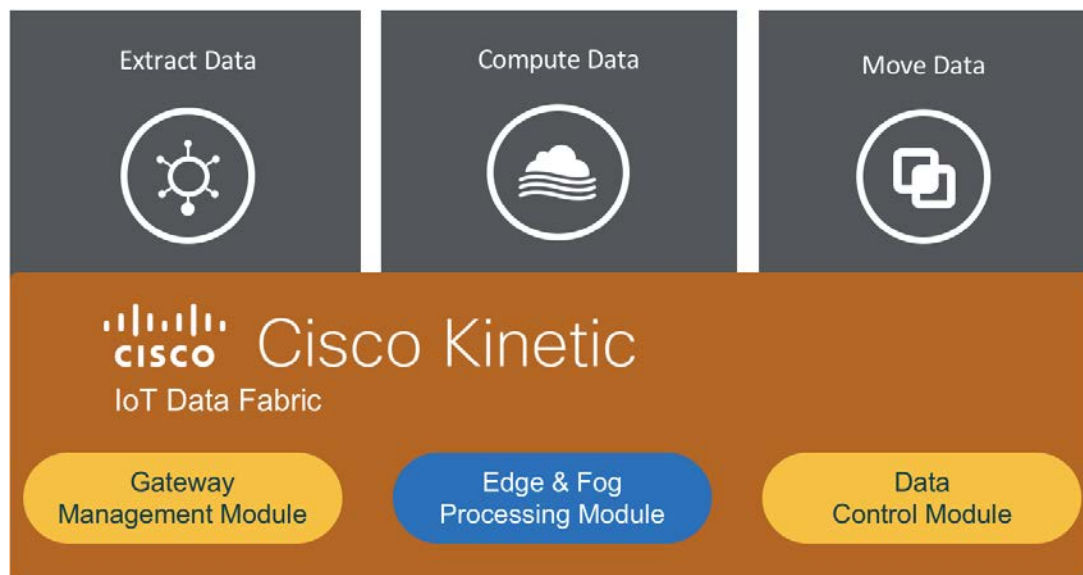 Extract Data
Compute Data
Move Data
CISCO
Cisco Kinetic
IoT Data Fabric
Gateway
Management Module
Edge & Fog
Processing Module
Data
Control Module